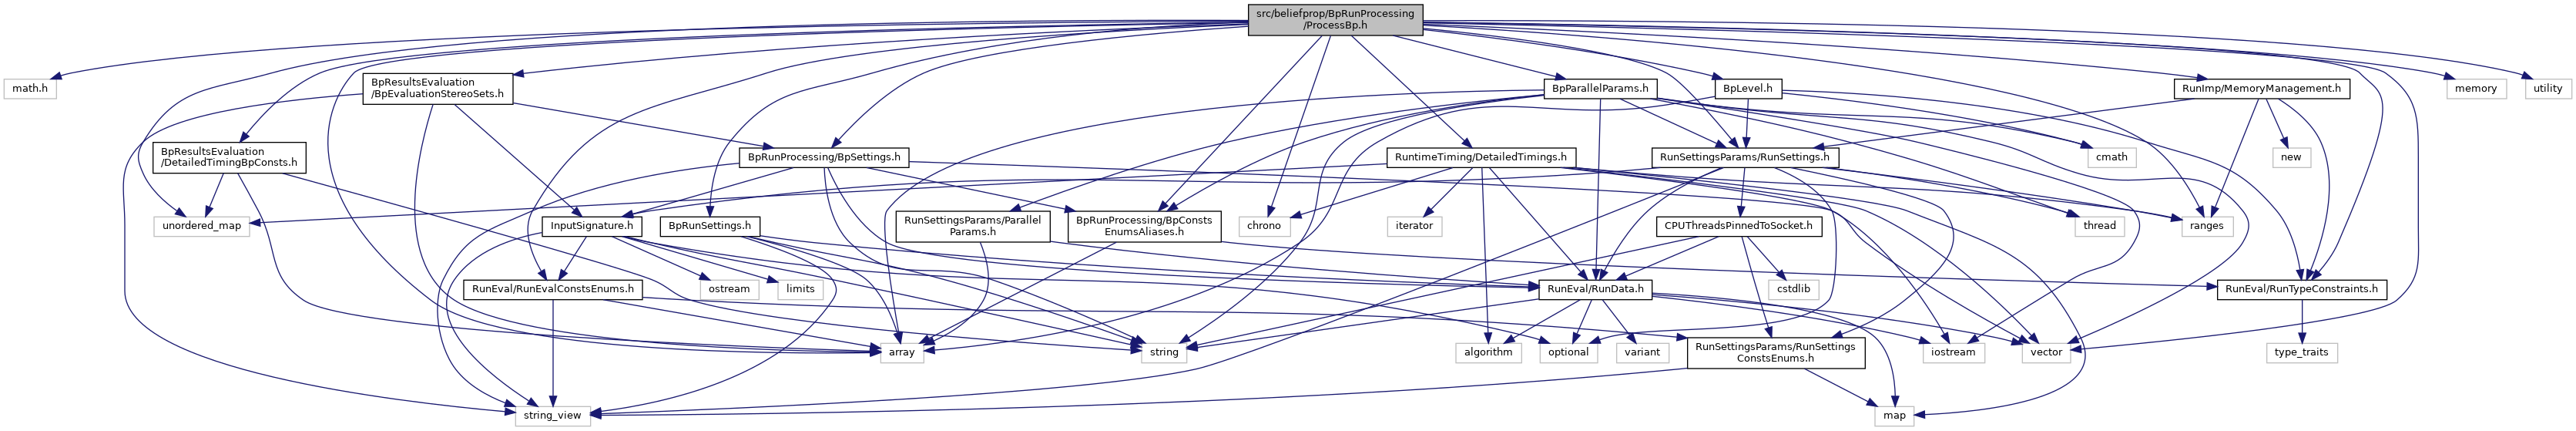 src/beliefprop/BpRunProcessing
/ProcessBp.h
math.h
BpResultsEvaluation
/BpEvaluationStereoSets.h
BpParallelParams.h
BpLevel.h
RunImp/MemoryManagement.h
memory
utility
BpResultsEvaluation
/DetailedTimingBpConsts.h
BpRunProcessing/BpSettings.h
RuntimeTiming/DetailedTimings.h
RunSettingsParams/RunSettings.h
cmath
new
unordered_map
InputSignature.h
BpRunSettings.h
RunSettingsParams/Parallel
Params.h
BpRunProcessing/BpConsts
EnumsAliases.h
chrono
iterator
CPUThreadsPinnedToSocket.h
thread
ranges
RunEval/RunEvalConstsEnums.h
ostream
limits
RunEval/RunData.h
cstdlib
RunEval/RunTypeConstraints.h
array
string
algorithm
optional
variant
RunSettingsParams/RunSettings
ConstsEnums.h
iostream
vector
type_traits
string_view
map